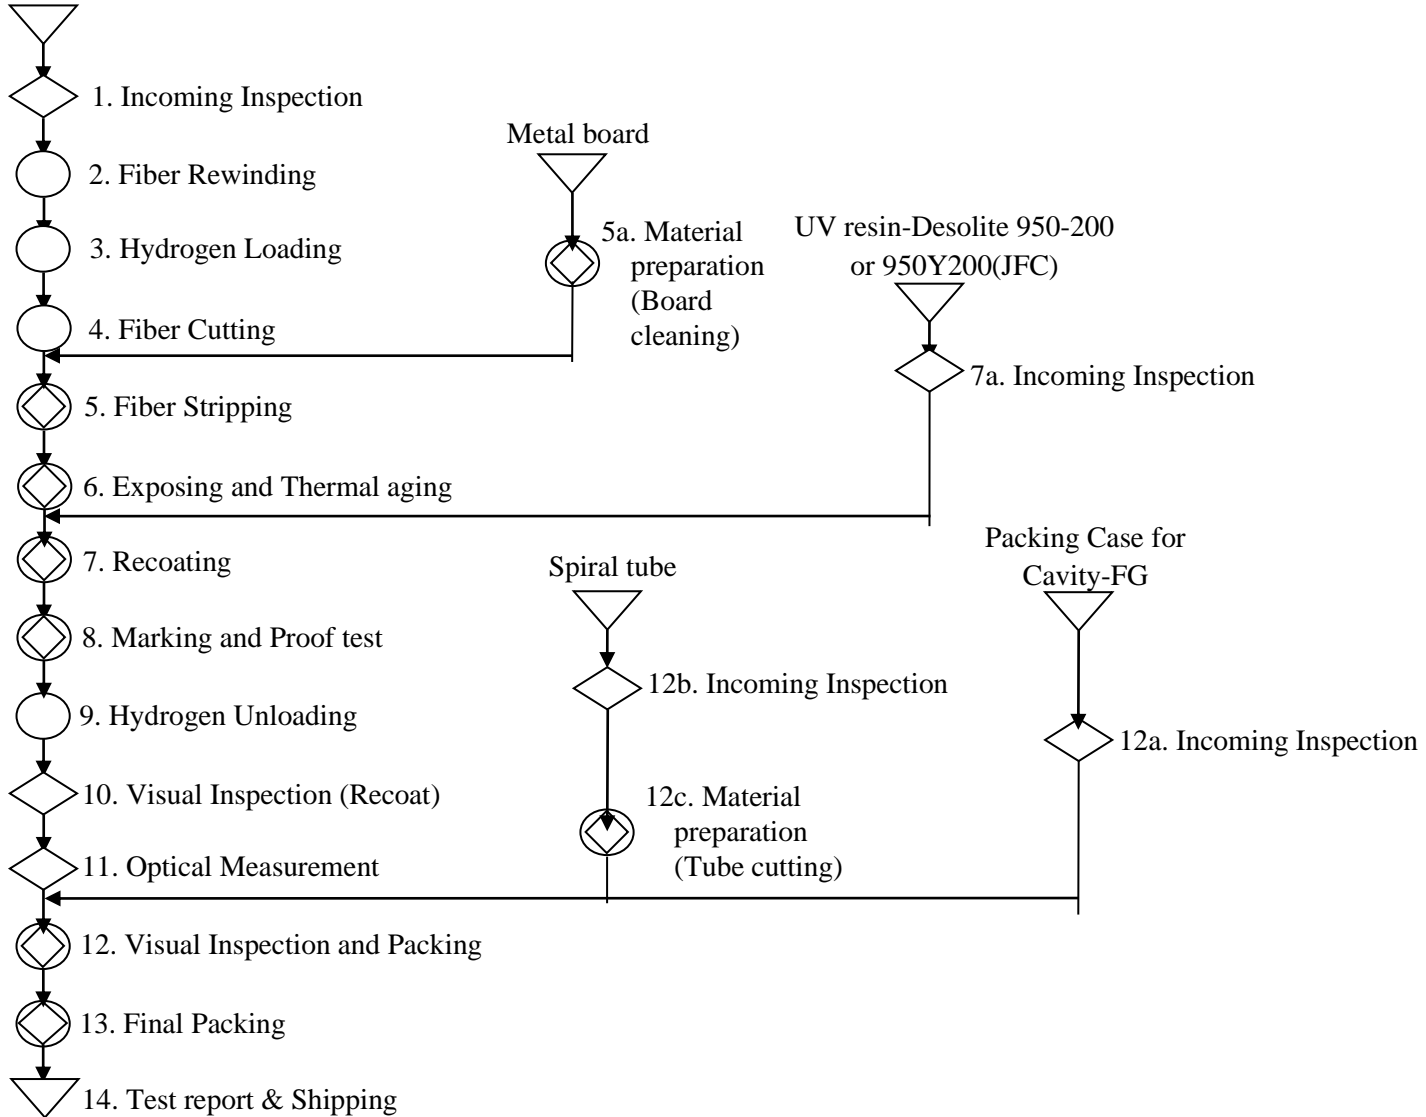 1. Incoming Inspection
2. Fiber Rewinding
3. Hydrogen Loading
4. Fiber Cutting
5. Fiber Stripping
6. Exposing and Thermal aging
7. Recoating
8. Marking and Proof test
9. Hydrogen Unloading
10. Visual Inspection (Recoat)
11. Optical Measurement
12. Visual Inspection and Packing
13. Final Packing
14. Test report & Shipping
Metal board
5a. Material
preparation
(Board
cleaning)
UV resin-Desolite 950-200
or 950Y200(JFC)
7a. Incoming Inspection
Spiral tube
12b. Incoming Inspection
12c. Material
preparation
(Tube cutting)
Packing Case for
Cavity-FG
12a. Incoming Inspection